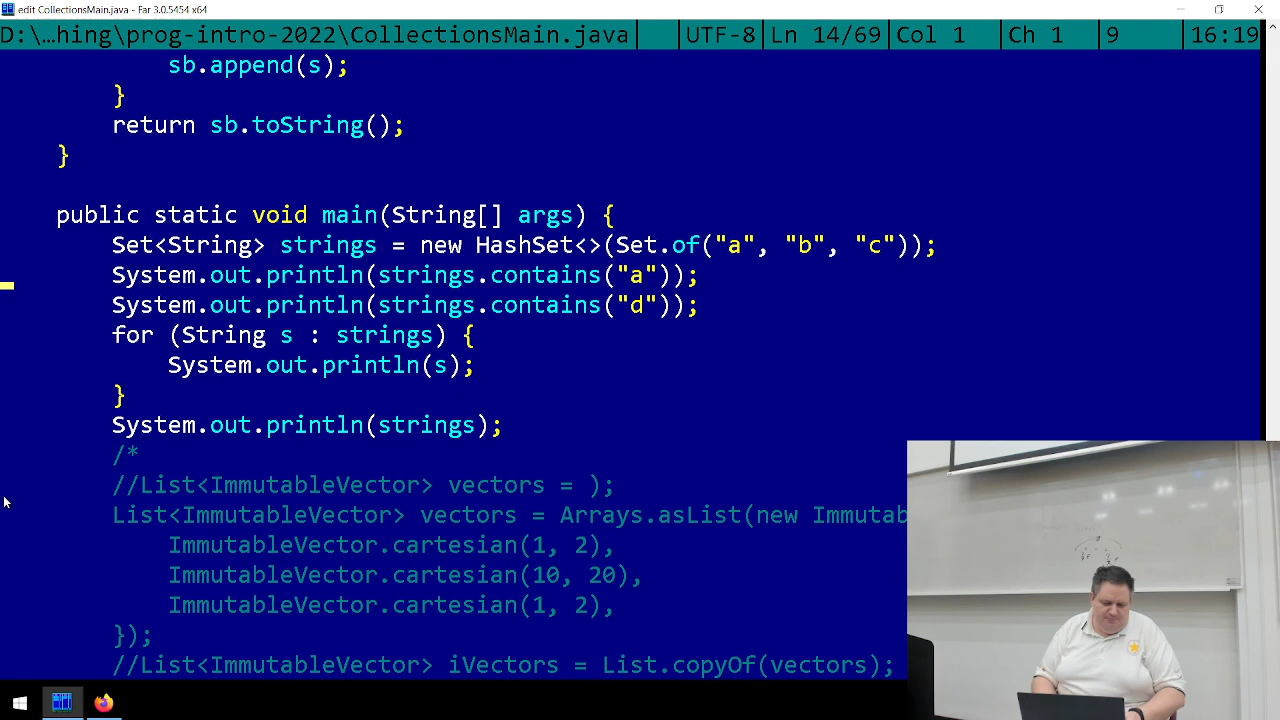 edit CollectionsMain.java - Far 3.0.5454 x64
D:\…hing\prog-intro-2022\CollectionsMain.java UTF-8 Ln 14/69 Col 1 Ch 1 9 16:19
sb.append(s);
}
return sb.toString();
}
public static void main(String[] args) {
Set<String> strings = new HashSet<>(Set.of("a", "b", "c"));
System.out.println(strings.contains("a"));
System.out.println(strings.contains("d"));
for (String s : strings) {
System.out.println(s);
}
System.out.println(strings);
/*
//List<ImmutableVector> vectors = );
List<ImmutableVector> vectors = Arrays.asList(new Immutab
ImmutableVector.cartesian(1, 2),
ImmutableVector.cartesian(10, 20),
ImmutableVector.cartesian(1, 2),
});
//List<ImmutableVector> iVectors = List.copyOf(vectors);